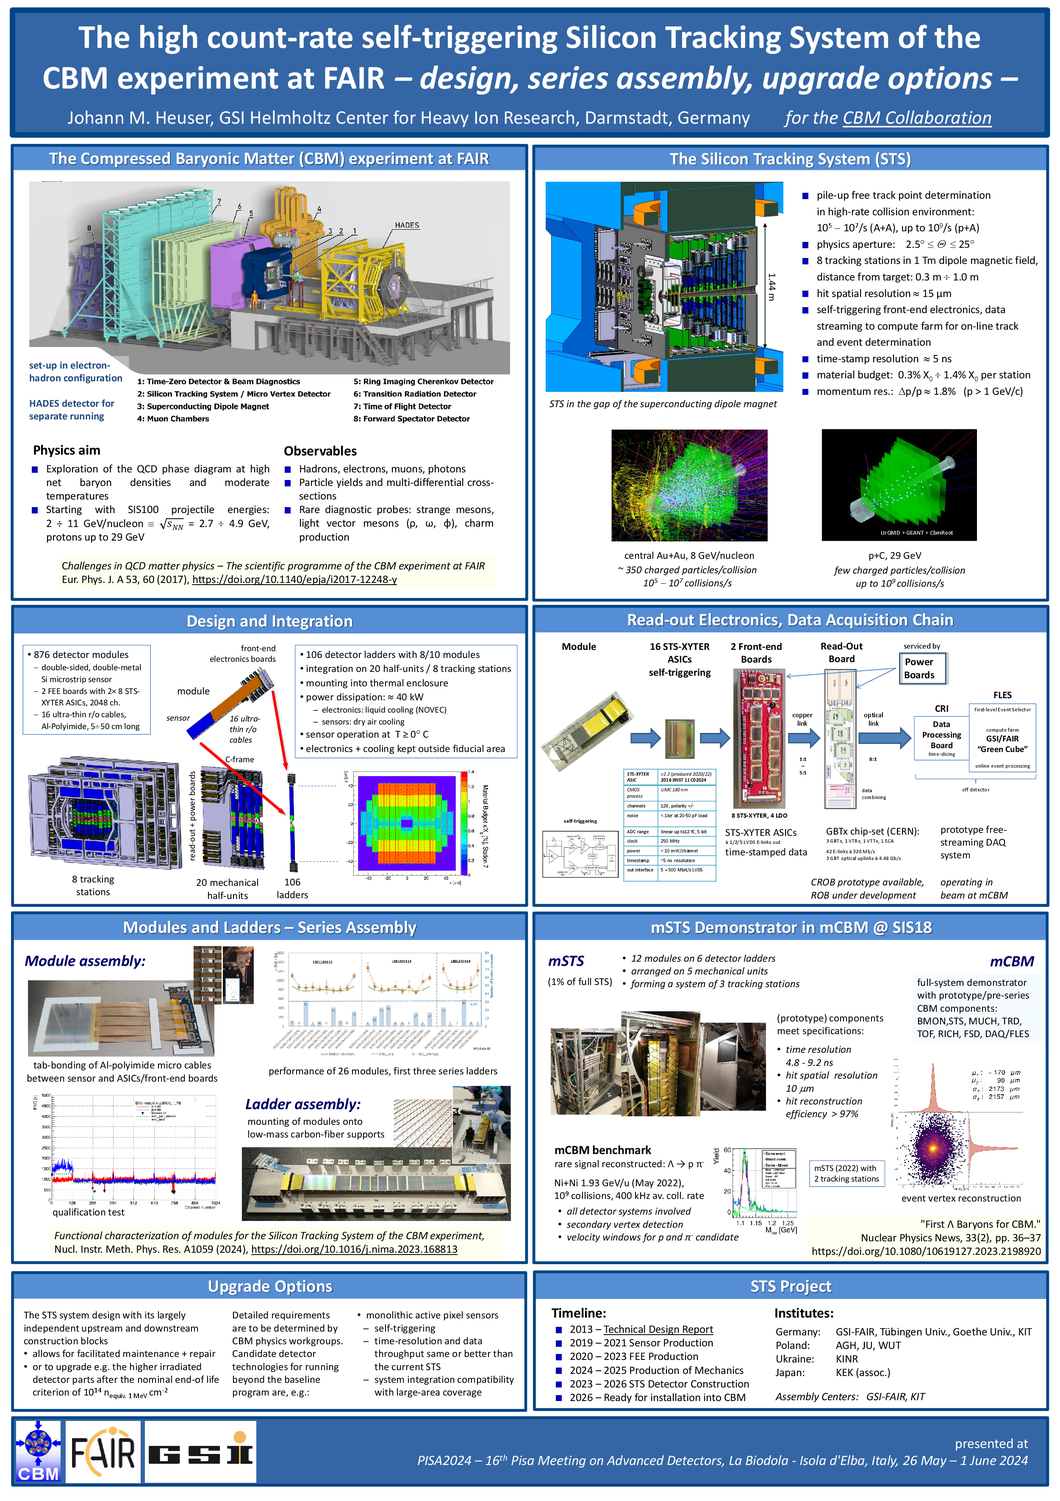 The high count-rate self-triggering Silicon Tracking System of the
CBM experiment at FAIR – design, series assembly, upgrade options –
Johann M. Heuser, GSI Helmholtz Center for Heavy Ion Research, Darmstadt, Germany for the CBM Collaboration
The Compressed Baryonic Matter (CBM) experiment at FAIR
8
7
6
5
4
3
2
1
HADES
set-up in electron-
hadron configuration
HADES detector for
separate running
1: Time-Zero Detector & Beam Diagnostics
2: Silicon Tracking System / Micro Vertex Detector
3: Superconducting Dipole Magnet
4: Muon Chambers
5: Ring Imaging Cherenkov Detector
6: Transition Radiation Detector
7: Time of Flight Detector
8: Forward Spectator Detector
Physics aim
Exploration of the QCD phase diagram at high
net baryon densities and moderate
temperatures
Starting with SIS100 projectile energies:
2 ÷ 11 GeV/nucleon ≡ √sNN = 2.7 ÷ 4.9 GeV,
protons up to 29 GeV
Observables
Hadrons, electrons, muons, photons
Particle yields and multi-differential cross-
sections
Rare diagnostic probes: strange mesons,
light vector mesons (ρ, ω, ϕ), charm
production
Challenges in QCD matter physics – The scientific programme of the CBM experiment at FAIR
Eur. Phys. J. A 53, 60 (2017), https://doi.org/10.1140/epja/i2017-12248-y
The Silicon Tracking System (STS)
1.44 m
STS in the gap of the superconducting dipole magnet
pile-up free track point determination
in high-rate collision environment:
10⁵ – 10⁷/s (A+A), up to 10⁹/s (p+A)
physics aperture: 2.5° ≤ Θ ≤ 25°
8 tracking stations in 1 Tm dipole magnetic field,
distance from target: 0.3 m ÷ 1.0 m
hit spatial resolution ≈ 15 μm
self-triggering front-end electronics, data
streaming to compute farm for on-line track
and event determination
time-stamp resolution ≈ 5 ns
material budget: 0.3% X₀ ÷ 1.4% X₀ per station
momentum res.: Δp/p ≈ 1.8% (p > 1 GeV/c)
UrQMD + GEANT + CbmRoot
central Au+Au, 8 GeV/nucleon
~ 350 charged particles/collision
10⁵ – 10⁷ collisions/s
p+C, 29 GeV
few charged particles/collision
up to 10⁹ collisions/s
Design and Integration
• 876 detector modules
– double-sided, double-metal
Si microstrip sensor
– 2 FEE boards with 2× 8 STS-
XYTER ASICs, 2048 ch.
– 16 ultra-thin r/o cables,
Al-Polyimide, 5÷50 cm long
front-end
electronics boards
module
sensor
16 ultra-
thin r/o
cables
C-frame
read-out + power boards
• 106 detector ladders with 8/10 modules
• integration on 20 half-units / 8 tracking stations
• mounting into thermal enclosure
• power dissipation: ≈ 40 kW
– electronics: liquid cooling (NOVEC)
– sensors: dry air cooling
• sensor operation at T ≥ 0° C
• electronics + cooling kept outside fiducial area
8 tracking
stations
20 mechanical
half-units
106
ladders
Material Budget x/X₀ [%], Station 7
Read-out Electronics, Data Acquisition Chain
Module
16 STS-XYTER
ASICs
self-triggering
2 Front-end
Boards
Read-Out
Board
serviced by
Power
Boards
FLES
CRI
Data
Processing
Board
time-slicing
First-level Event Selector
compute farm
GSI/FAIR
"Green Cube"
online event processing
off detector
copper
link
1:1
–
5:1
optical
link
8:1
data
combining
self-triggering
STS-XYTER
ASIC
v2.2 (produced 2020/22)
2016 JINST 11 C02024
CMOS
process
UMC 180 nm
channels
128, polarity +/-
noise
ADC range
linear up to12 fC, 5 bit
clock
250 MHz
power
< 10 mW/channel
timestamp
~5 ns resolution
out interface
5 × 500 Mbit/s LVDS
8 STS-XYTER, 4 LDO
STS-XYTER ASICs
à 1/2/5 LVDS E-links out
time-stamped data
GBTx chip-set (CERN):
3 GBTx, 1 VTRx, 1 VTTx, 1 SCA
42 E-links à 320 Mb/s
3 GBT optical uplinks à 4.48 Gb/s
CROB prototype available,
ROB under development
prototype free-
streaming DAQ
system
operating in
beam at mCBM
Modules and Ladders – Series Assembly
Module assembly:
tab-bonding of Al-polyimide micro cables
between sensor and ASICs/front-end boards
performance of 26 modules, first three series ladders
Channel number
qualification test
Ladder assembly:
mounting of modules onto
low-mass carbon-fiber supports
Functional characterization of modules for the Silicon Tracking System of the CBM experiment,
Nucl. Instr. Meth. Phys. Res. A1059 (2024), https://doi.org/10.1016/j.nima.2023.168813
mSTS Demonstrator in mCBM @ SIS18
mSTS
(1% of full STS)
• 12 modules on 6 detector ladders
• arranged on 5 mechanical units
• forming a system of 3 tracking stations
mCBM
full-system demonstrator
with prototype/pre-series
CBM components:
BMON,STS, MUCH, TRD,
TOF, RICH, FSD, DAQ/FLES
(prototype) components
meet specifications:
• time resolution
4.8 - 9.2 ns
• hit spatial resolution
10 μm
• hit reconstruction
efficiency > 97%
μx: −170 μm
μy: 90 μm
σx: 2173 μm
σy: 2157 μm
mCBM benchmark
rare signal reconstructed: Λ → p π⁻
Ni+Ni 1.93 GeV/u (May 2022),
10⁹ collisions, 400 kHz av. coll. rate
• all detector systems involved
• secondary vertex detection
• velocity windows for p and π⁻ candidate
Yield
60
40
20
0
1.1 1.15 1.2 1.25
Minv [GeV]
mSTS (2022) with
2 tracking stations
event vertex reconstruction
"First Λ Baryons for CBM."
Nuclear Physics News, 33(2), pp. 36–37
https://doi.org/10.1080/10619127.2023.2198920
Upgrade Options
The STS system design with its largely
independent upstream and downstream
construction blocks
• allows for facilitated maintenance + repair
• or to upgrade e.g. the higher irradiated
detector parts after the nominal end-of life
criterion of 10¹⁴ nequiv. 1 MeV cm⁻²
Detailed requirements
are to be determined by
CBM physics workgroups.
Candidate detector
technologies for running
beyond the baseline
program are, e.g.:
• monolithic active pixel sensors
– self-triggering
– time-resolution and data
throughput same or better than
the current STS
– system integration compatibility
with large-area coverage
STS Project
Timeline:
2013 – Technical Design Report
2019 – 2021 Sensor Production
2020 – 2023 FEE Production
2024 – 2025 Production of Mechanics
2023 – 2026 STS Detector Construction
2026 – Ready for installation into CBM
Institutes:
Germany: GSI-FAIR, Tübingen Univ., Goethe Univ., KIT
Poland: AGH, JU, WUT
Ukraine: KINR
Japan: KEK (assoc.)
Assembly Centers: GSI-FAIR, KIT
CBM
FAIR
GSI
presented at
PISA2024 – 16th Pisa Meeting on Advanced Detectors, La Biodola - Isola d'Elba, Italy, 26 May – 1 June 2024